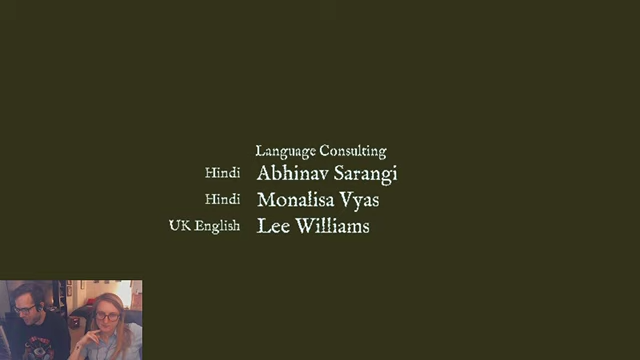 Language Consulting
Hindi Abhinav Sarangi
Hindi Monalisa Vyas
UK English Lee Williams